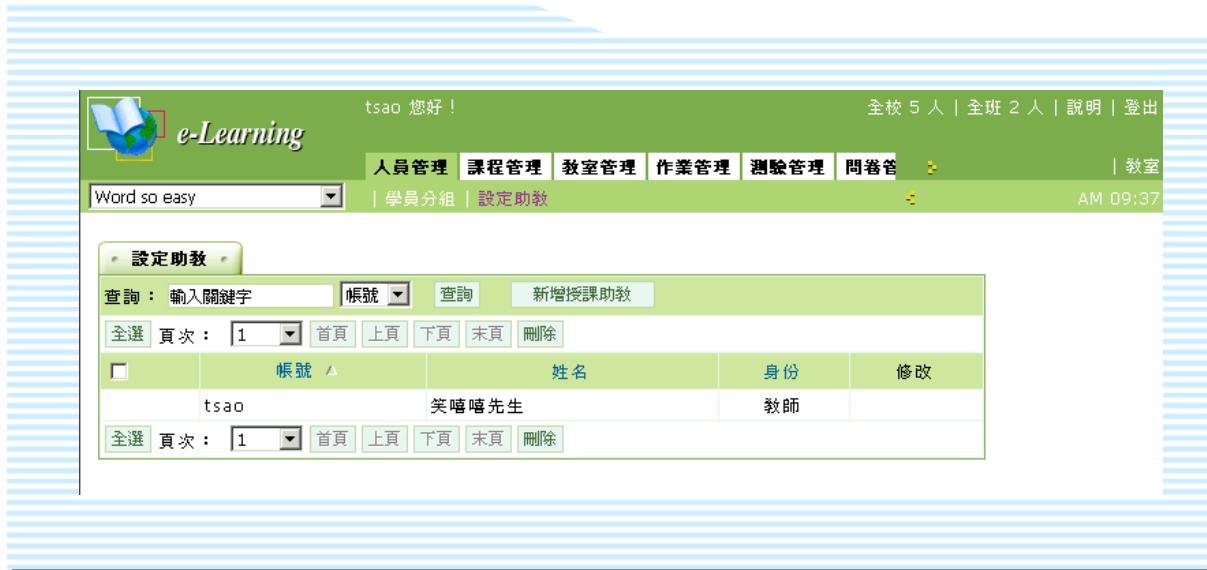 tsao 您好！ 全校 5 人 | 全班 2 人 | 說明 | 登出
e-Learning
人員管理 課程管理 教室管理 作業管理 測驗管理 問卷管 | 教室
Word so easy | 學員分組 | 設定助教 AM 09:37
設定助教
查詢： 輸入關鍵字 帳號 查詢 新增授課助教
全選 頁次： 1 首頁 上頁 下頁 末頁 刪除
帳號 姓名 身份 修改
tsao 笑嘻嘻先生 教師
全選 頁次： 1 首頁 上頁 下頁 末頁 刪除